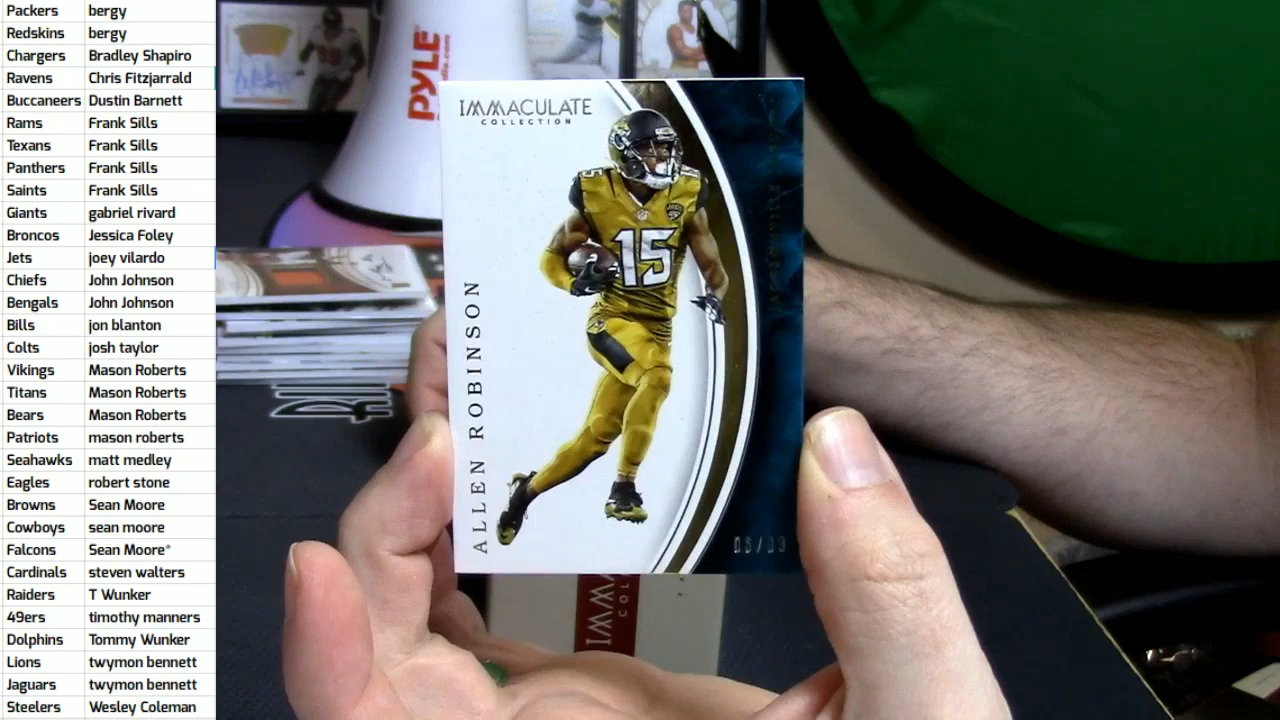 Packers bergy
Redskins bergy
Chargers Bradley Shapiro
Ravens Chris Fitzjarrald
Buccaneers Dustin Barnett
Rams Frank Sills
Texans Frank Sills
Panthers Frank Sills
Saints Frank Sills
Giants gabriel rivard
Broncos Jessica Foley
Jets joey vilardo
Chiefs John Johnson
Bengals John Johnson
Bills jon blanton
Colts josh taylor
Vikings Mason Roberts
Titans Mason Roberts
Bears Mason Roberts
Patriots mason roberts
Seahawks matt medley
Eagles robert stone
Browns Sean Moore
Cowboys sean moore
Falcons Sean Moore*
Cardinals steven walters
Raiders T Wunker
49ers timothy manners
Dolphins Tommy Wunker
Lions twymon bennett
Jaguars twymon bennett
Steelers Wesley Coleman
PYLE
IMMACULATE
COLLECTION
ALLEN ROBINSON
15
15
JAGS
IMM
COL